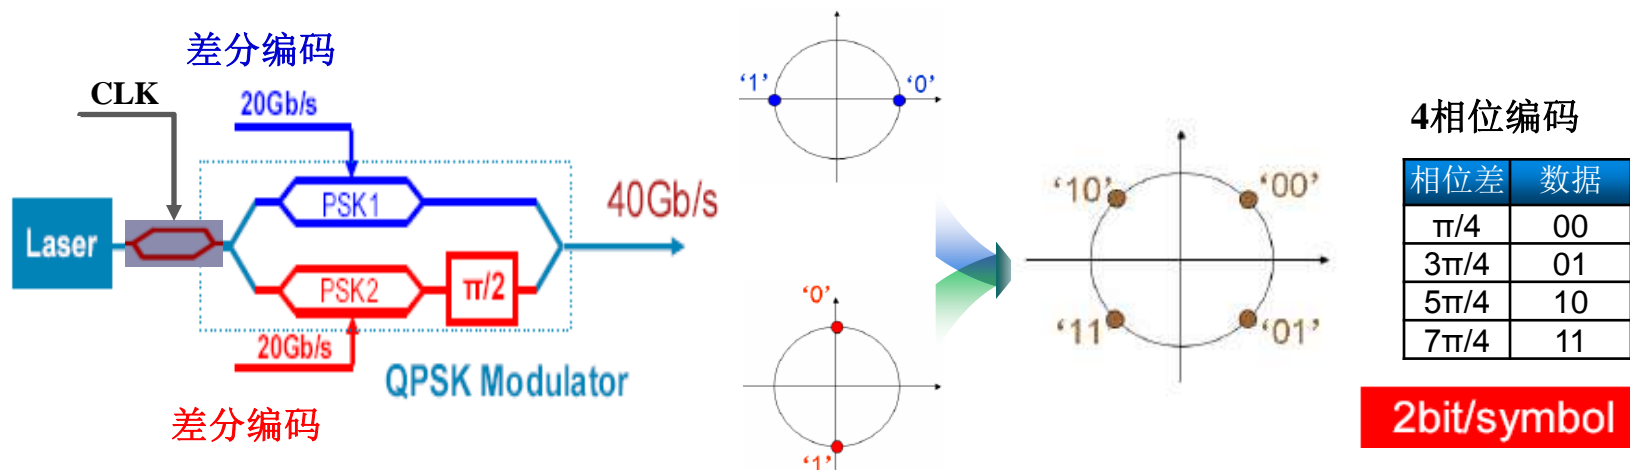 差分编码
CLK
20Gb/s
Laser
PSK1
PSK2
π/2
40Gb/s
20Gb/s
QPSK Modulator
差分编码
‘1’
‘0’
‘0’
‘1’
‘10’
‘00’
‘11’
‘01’
4相位编码
相位差 数据
π/4 00
3π/4 01
5π/4 10
7π/4 11
2bit/symbol